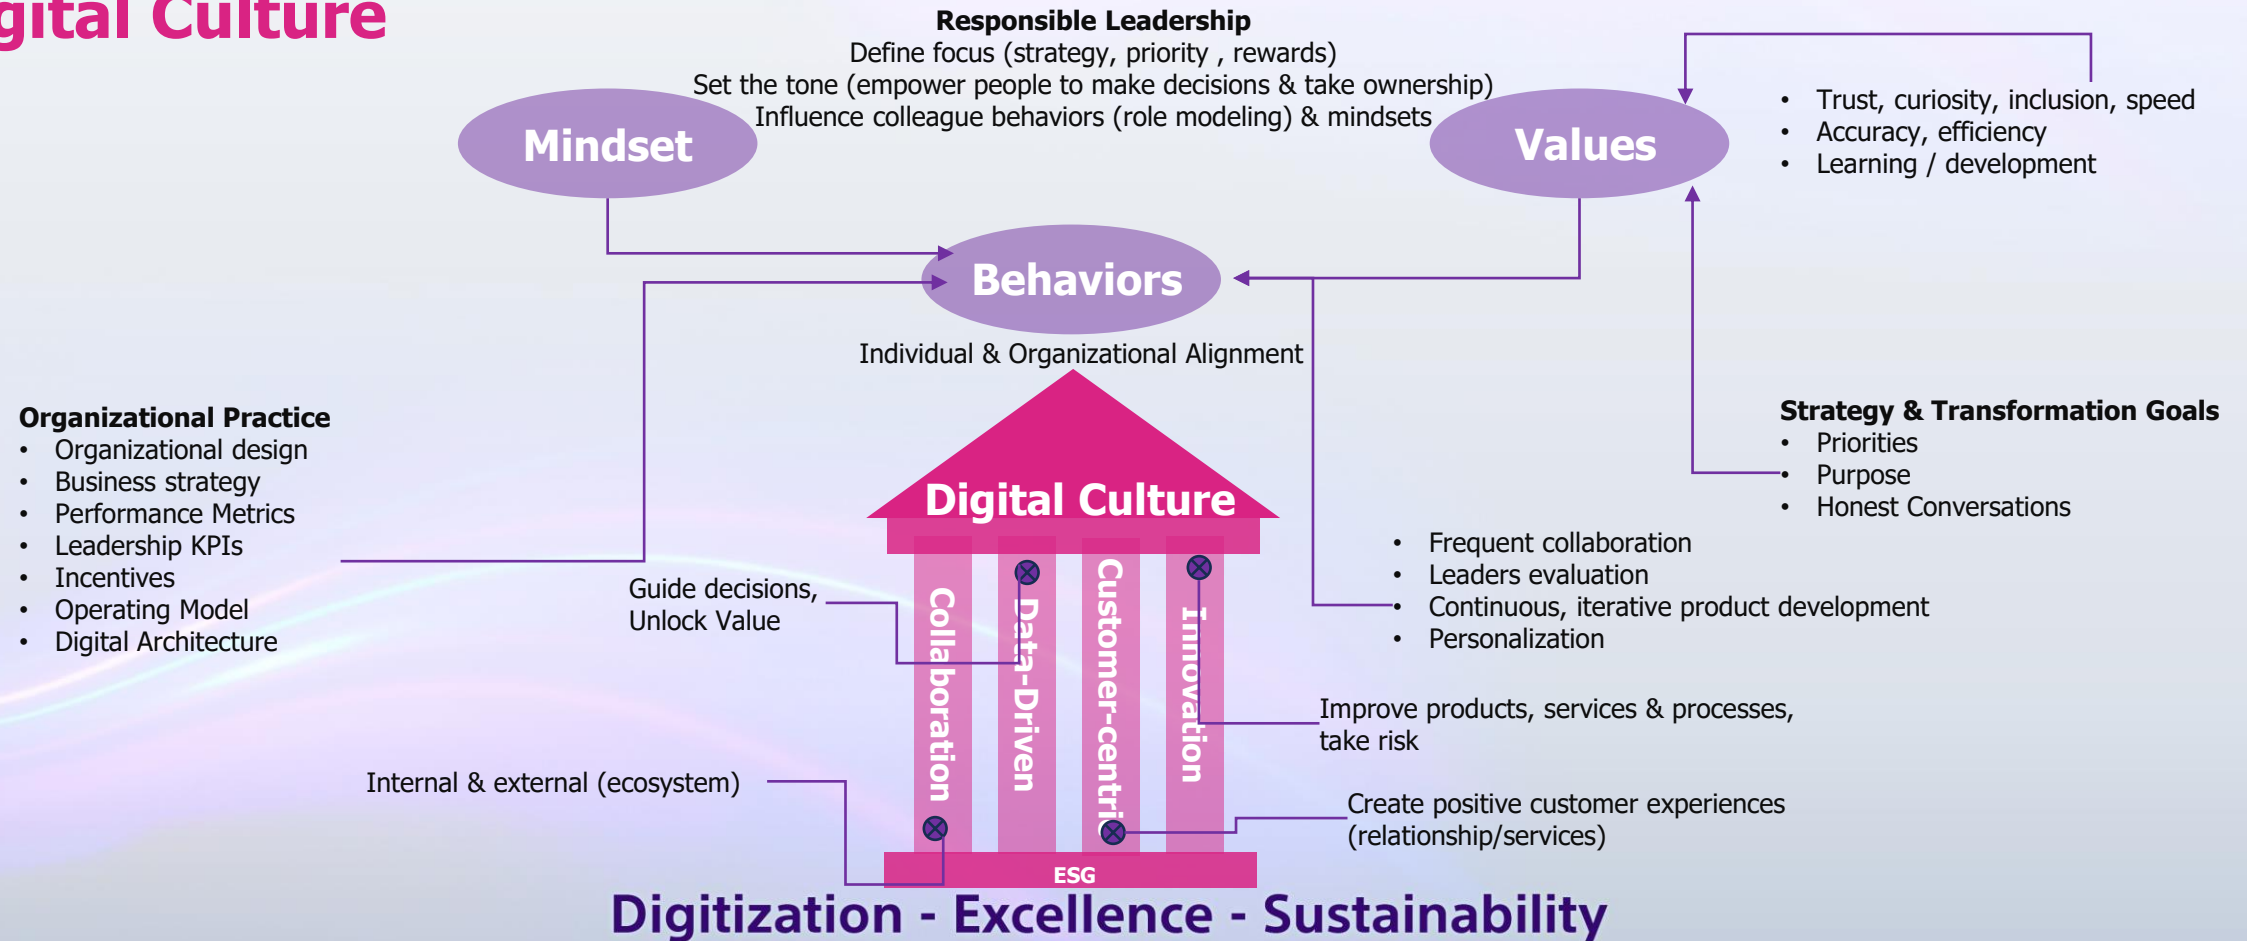 gital Culture
Responsible Leadership
Define focus (strategy, priority , rewards)
Set the tone (empower people to make decisions & take ownership)
Influence colleague behaviors (role modeling) & mindsets
Mindset
Values
• Trust, curiosity, inclusion, speed
• Accuracy, efficiency
• Learning / development
Behaviors
Individual & Organizational Alignment
Organizational Practice
• Organizational design
• Business strategy
• Performance Metrics
• Leadership KPIs
• Incentives
• Operating Model
• Digital Architecture
Strategy & Transformation Goals
• Priorities
• Purpose
• Honest Conversations
Digital Culture
• Frequent collaboration
• Leaders evaluation
• Continuous, iterative product development
• Personalization
Guide decisions,
Unlock Value
Collaboration
Data-Driven
Customer-centric
Innovation
Improve products, services & processes,
take risk
Internal & external (ecosystem)
Create positive customer experiences
(relationship/services)
ESG
Digitization - Excellence - Sustainability